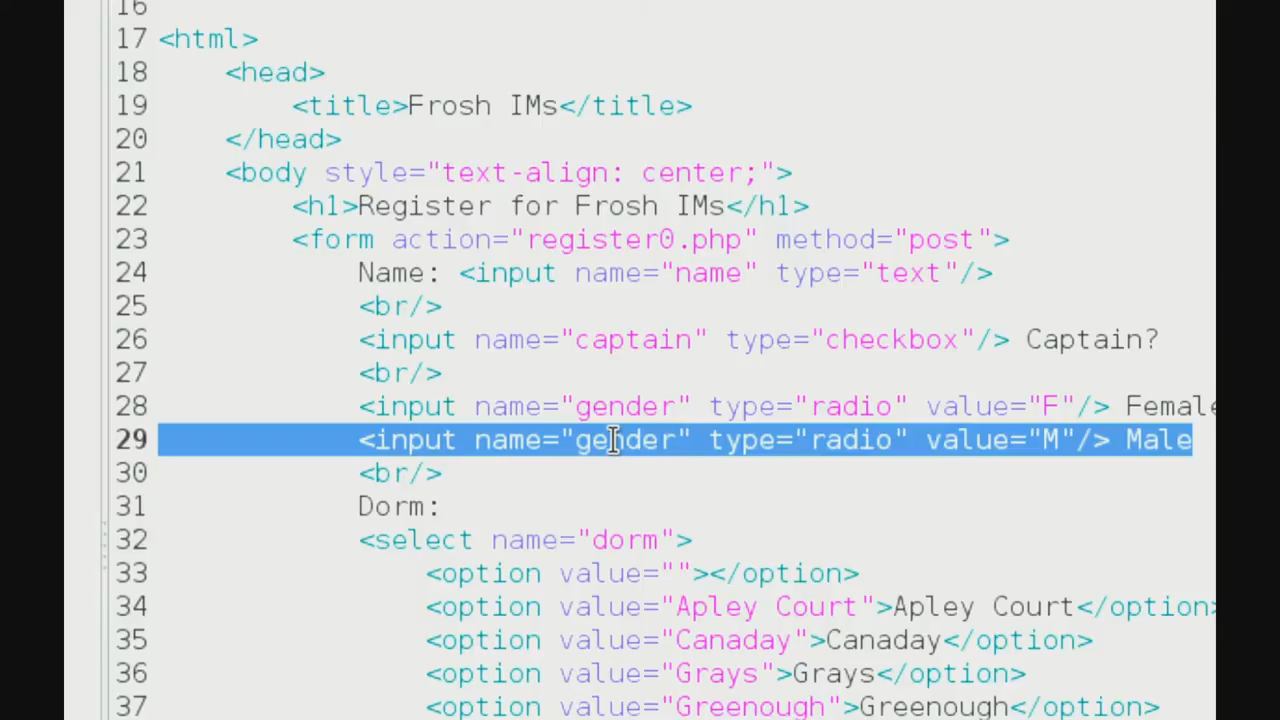 16
17 <html>
18 <head>
19 <title>Frosh IMs</title>
20 </head>
21 <body style="text-align: center;">
22 <h1>Register for Frosh IMs</h1>
23 <form action="register0.php" method="post">
24 Name: <input name="name" type="text"/>
25 <br/>
26 <input name="captain" type="checkbox"/> Captain?
27 <br/>
28 <input name="gender" type="radio" value="F"/> Female
29 <input name="gender" type="radio" value="M"/> Male
30 <br/>
31 Dorm:
32 <select name="dorm">
33 <option value=""></option>
34 <option value="Apley Court">Apley Court</option>
35 <option value="Canaday">Canaday</option>
36 <option value="Grays">Grays</option>
37 <option value="Greenough">Greenough</option>